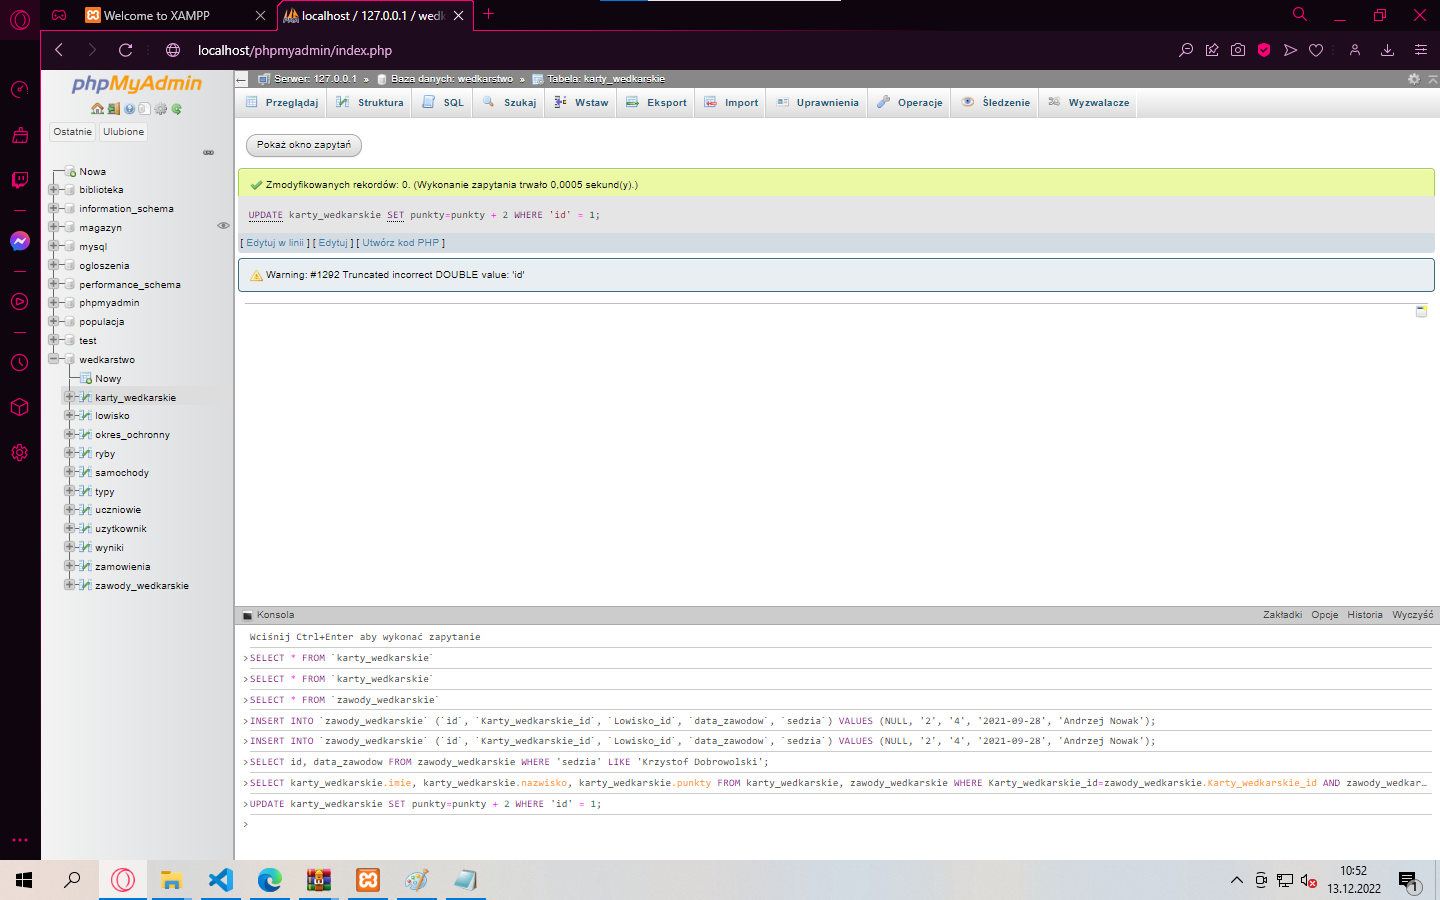 Welcome to XAMPP
localhost / 127.0.0.1 / wedk
localhost/phpmyadmin/index.php
phpMyAdmin
Ostatnie
Ulubione
Nowa
biblioteka
information_schema
magazyn
mysql
ogloszenia
performance_schema
phpmyadmin
populacja
test
wedkarstwo
Nowy
karty_wedkarskie
lowisko
okres_ochronny
ryby
samochody
typy
uczniowie
uzytkownik
wyniki
zamowienia
zawody_wedkarskie
Serwer: 127.0.0.1 » Baza danych: wedkarstwo » Tabela: karty_wedkarskie
Przeglądaj Struktura SQL Szukaj Wstaw Eksport Import Uprawnienia Operacje Śledzenie Wyzwalacze
Pokaż okno zapytań
Zmodyfikowanych rekordów: 0. (Wykonanie zapytania trwało 0,0005 sekund(y).)
UPDATE karty_wedkarskie SET punkty=punkty + 2 WHERE 'id' = 1;
[ Edytuj w linii ] [ Edytuj ] [ Utwórz kod PHP ]
Warning: #1292 Truncated incorrect DOUBLE value: 'id'
Konsola
Zakładki Opcje Historia Wyczyść
Wciśnij Ctrl+Enter aby wykonać zapytanie
>SELECT * FROM `karty_wedkarskie`
>SELECT * FROM `karty_wedkarskie`
>SELECT * FROM `zawody_wedkarskie`
>INSERT INTO `zawody_wedkarskie` (`id`, `Karty_wedkarskie_id`, `Lowisko_id`, `data_zawodow`, `sedzia`) VALUES (NULL, '2', '4', '2021-09-28', 'Andrzej Nowak');
>INSERT INTO `zawody_wedkarskie` (`id`, `Karty_wedkarskie_id`, `Lowisko_id`, `data_zawodow`, `sedzia`) VALUES (NULL, '2', '4', '2021-09-28', 'Andrzej Nowak');
>SELECT id, data_zawodow FROM zawody_wedkarskie WHERE 'sedzia' LIKE 'Krzystof Dobrowolski';
>SELECT karty_wedkarskie.imie, karty_wedkarskie.nazwisko, karty_wedkarskie.punkty FROM karty_wedkarskie, zawody_wedkarskie WHERE Karty_wedkarskie_id=zawody_wedkarskie.Karty_wedkarskie_id AND zawody_wedkar…
>UPDATE karty_wedkarskie SET punkty=punkty + 2 WHERE 'id' = 1;
>
10:52
13.12.2022
1